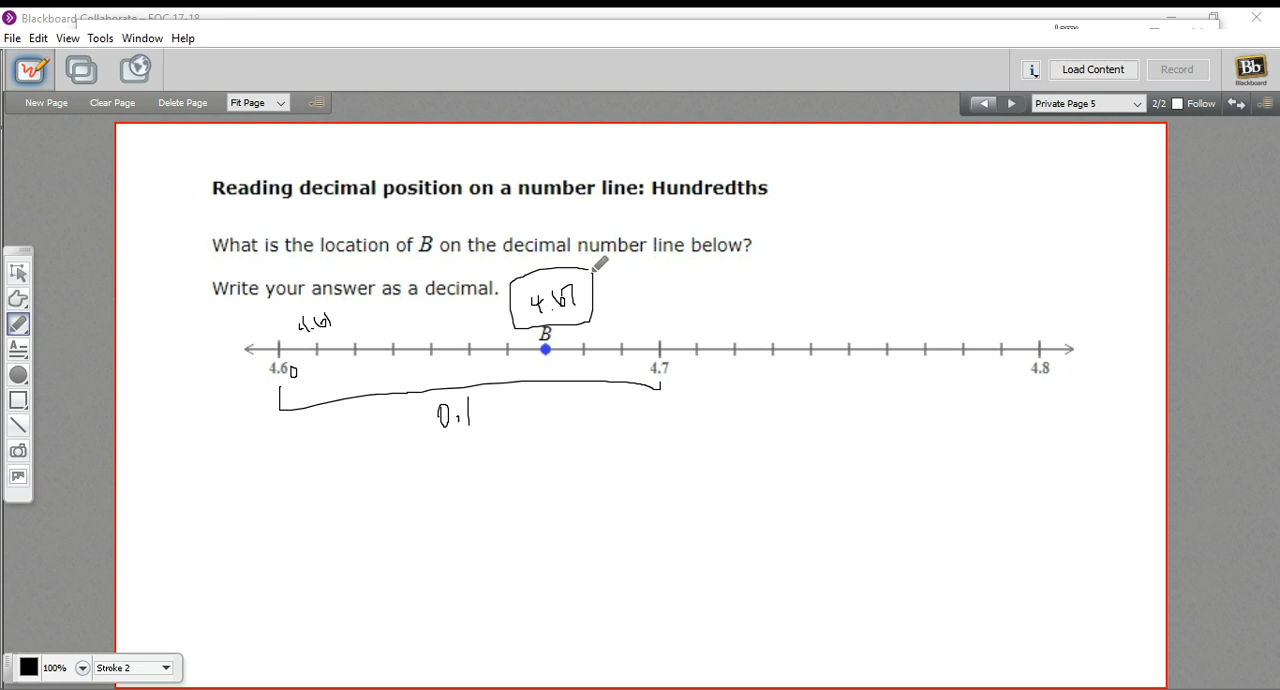 Blackboard Collaborate – EOC 17-18
File Edit View Tools Window Help
i Load Content Record Bb
Blackboard
New Page Clear Page Delete Page Fit Page Private Page 5 2/2 Follow
Reading decimal position on a number line: Hundredths
What is the location of B on the decimal number line below?
Write your answer as a decimal. 4.67
4.61
B
4.60 4.7 4.8
0.1
100% Stroke 2